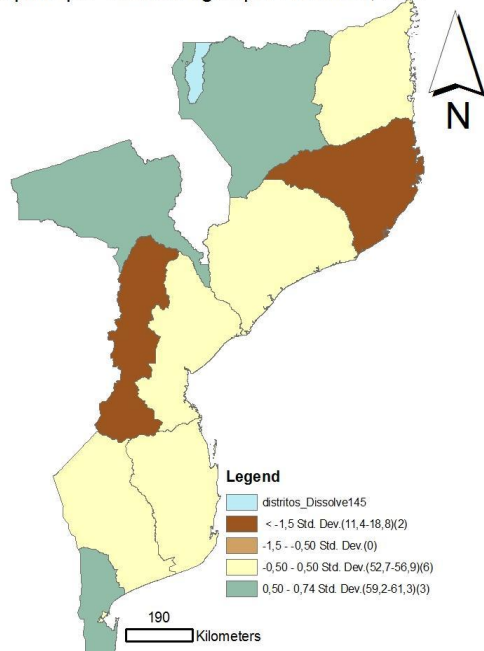 N
Legend
distritos_Dissolve145
< -1,5 Std. Dev.(11,4-18,8)(2)
-1,5 - -0,50 Std. Dev.(0)
-0,50 - 0,50 Std. Dev.(52,7-56,9)(6)
0,50 - 0,74 Std. Dev.(59,2-61,3)(3)
190
Kilometers